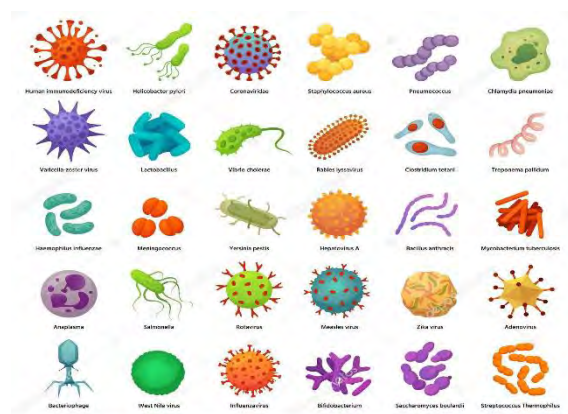 Human immunodeficiency virus
Helicobacter pylori
Coronaviridae
Staphylococcus aureus
Pneumococcus
Chlamydia pneumoniae
Varicella-zoster virus
Lactobacillus
Vibrio cholerae
Rabies lyssavirus
Clostridium tetani
Treponema pallidum
Haemophilus influenzae
Meningococcus
Yersinia pestis
Hepatovirus A
Bacillus anthracis
Mycobacterium tuberculosis
Anaplasma
Salmonella
Rotavirus
Measles virus
Zika virus
Adenovirus
Bacteriophage
West Nile virus
Influenzavirus
Bifidobacterium
Saccharomyces boulardii
Streptococcus Thermophilus